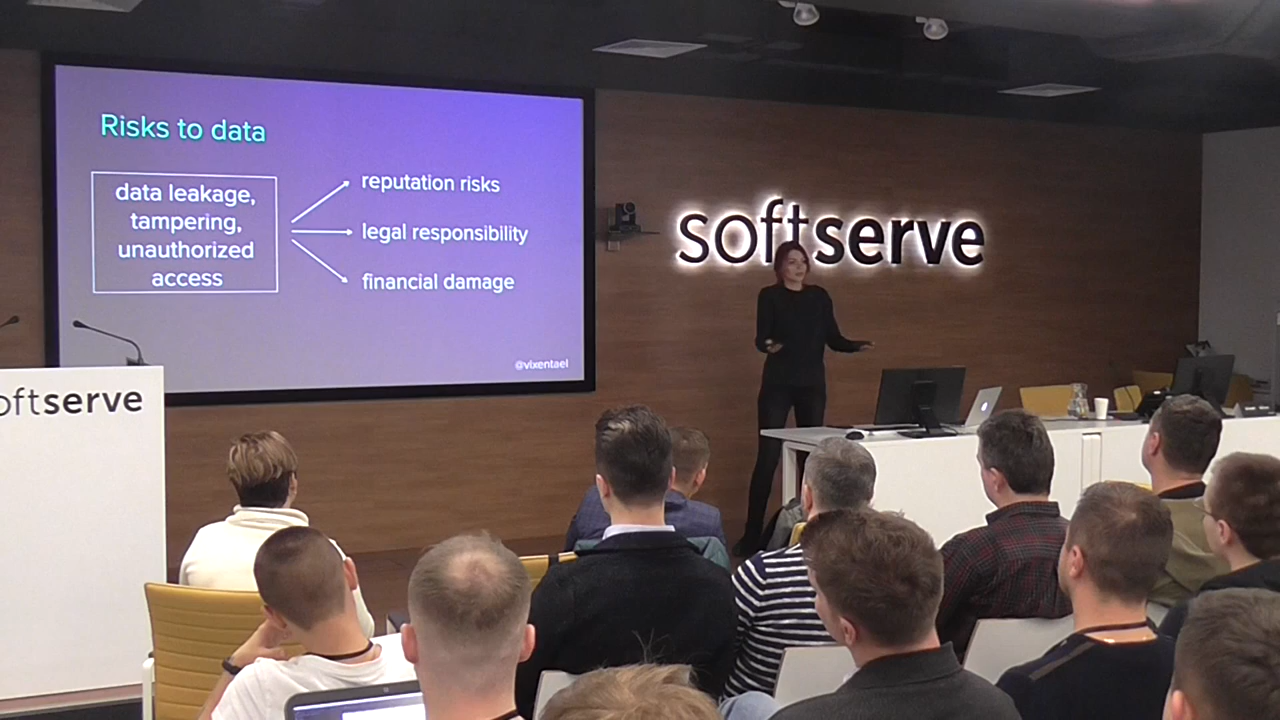 Risks to data
data leakage,
tampering,
unauthorized
access
reputation risks
legal responsibility
financial damage
@vixentael
softserve
oftserve